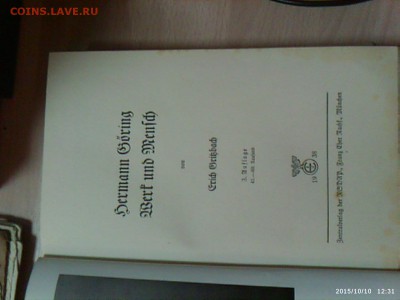 COINS.LAVE.RU
Hermann Göring
Werk und Mensch
von
Erich Gritzbach
2. Auflage
19 38
Zentralverlag der NSDAP, Franz Eher Nachf., München
2015/10/10 12:31